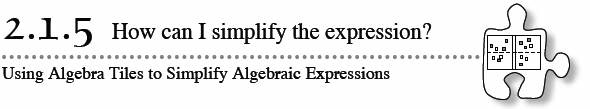 2.1.5 How can I simplify the expression?
Using Algebra Tiles to Simplify Algebraic Expressions